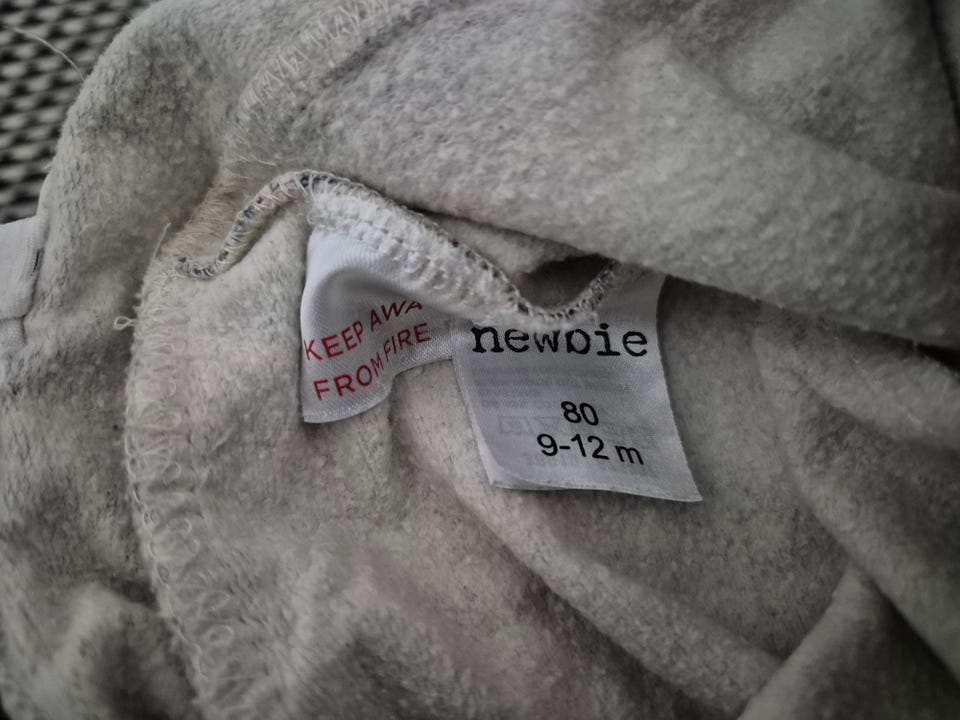 KEEP AWA
FROM FIRE
newbie
80
9-12 m